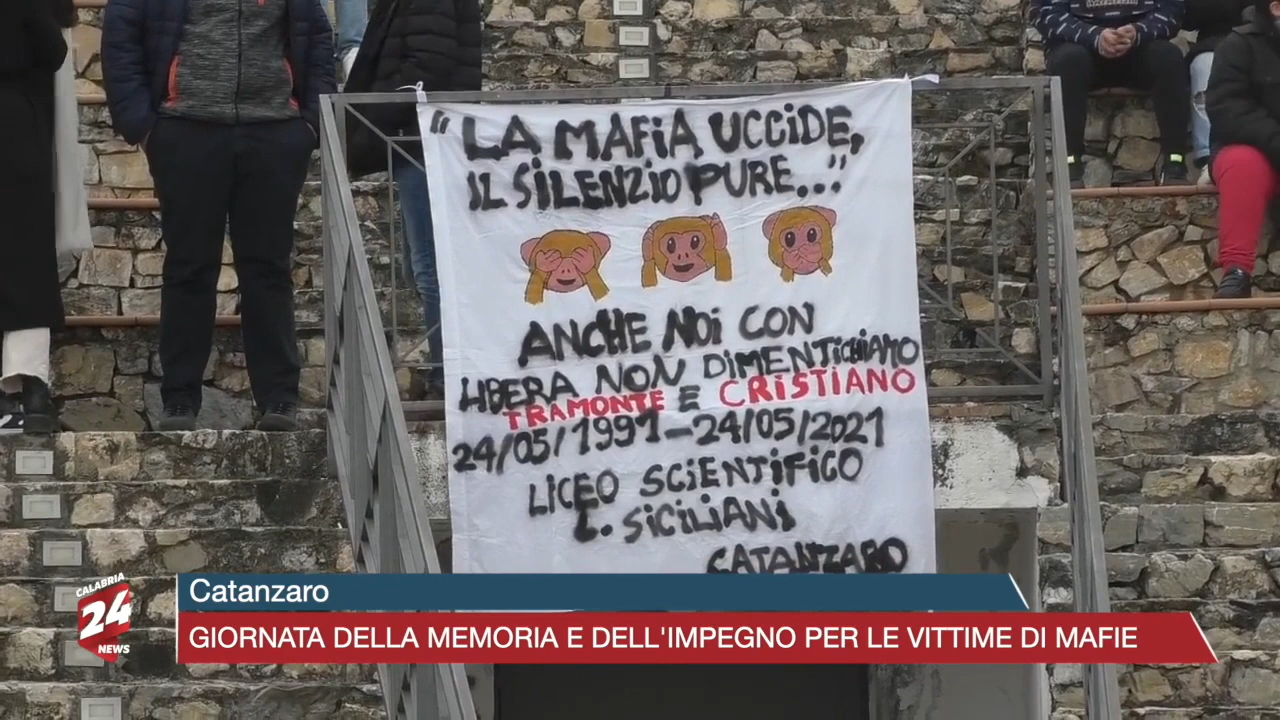 "LA MAFiA UCCiDE,
IL SiLENZIO PURE..."
ANCHE NOi CON
LIBERA NON DIMENTICHIAMO
TRAMONTE E CRISTIANO
24/05/1991-24/05/2021
LICEO SCIENTIFICO
L. SiCILIANi
CATANZARO
CALABRIA
24
NEWS
Catanzaro
GIORNATA DELLA MEMORIA E DELL'IMPEGNO PER LE VITTIME DI MAFIE